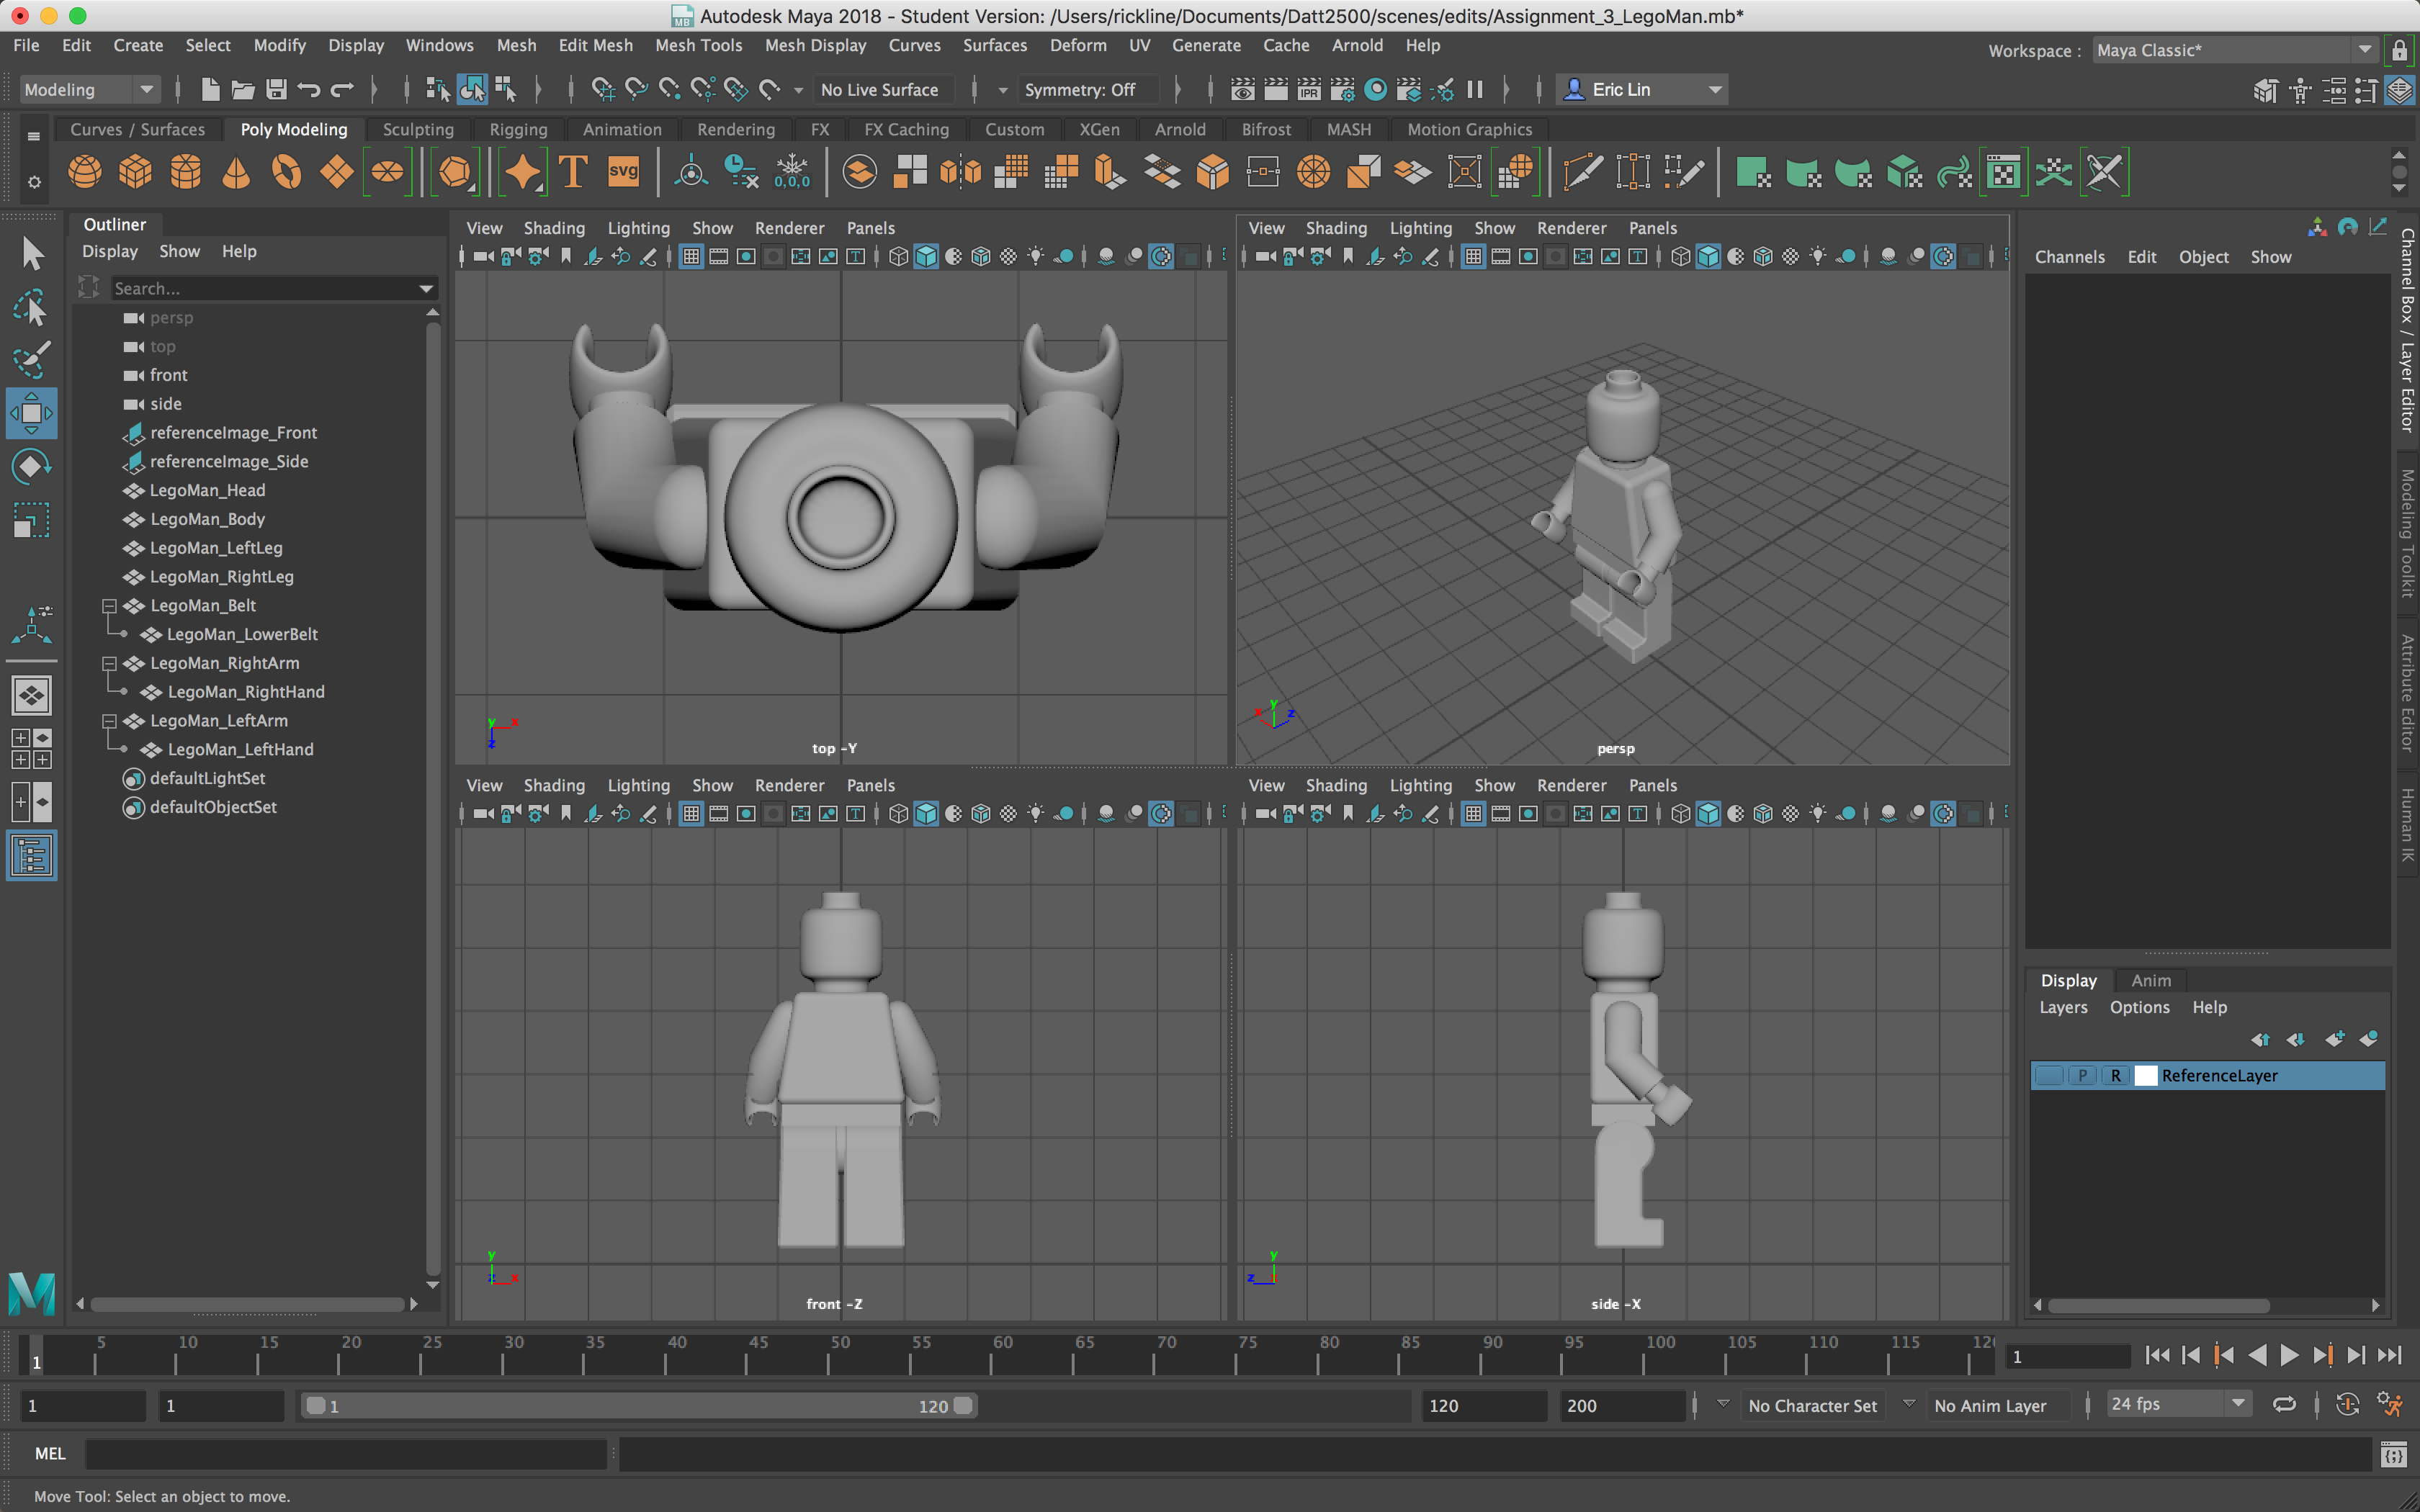 Autodesk Maya 2018 - Student Version: /Users/rickline/Documents/Datt2500/scenes/edits/Assignment_3_LegoMan.mb*
File Edit Create Select Modify Display Windows Mesh Edit Mesh Mesh Tools Mesh Display Curves Surfaces Deform UV Generate Cache Arnold Help
Workspace : Maya Classic*
Modeling
No Live Surface
Symmetry: Off
IPR
Eric Lin
Curves / Surfaces Poly Modeling Sculpting Rigging Animation Rendering FX FX Caching Custom XGen Arnold Bifrost MASH Motion Graphics
T
svg
0,0,0
Outliner
Display Show Help
Search...
persp
top
front
side
referenceImage_Front
referenceImage_Side
LegoMan_Head
LegoMan_Body
LegoMan_LeftLeg
LegoMan_RightLeg
LegoMan_Belt
LegoMan_LowerBelt
LegoMan_RightArm
LegoMan_RightHand
LegoMan_LeftArm
LegoMan_LeftHand
defaultLightSet
defaultObjectSet
View Shading Lighting Show Renderer Panels
y x
z
top -Y
View Shading Lighting Show Renderer Panels
x y z
persp
View Shading Lighting Show Renderer Panels
y
z x
front -Z
View Shading Lighting Show Renderer Panels
y
z
side -X
Channels Edit Object Show
Channel Box / Layer Editor
Modeling Toolkit
Attribute Editor
Human IK
Display Anim
Layers Options Help
P R ReferenceLayer
1 5 10 15 20 25 30 35 40 45 50 55 60 65 70 75 80 85 90 95 100 105 110 115
1
1 1 1 120 120 200
No Character Set
No Anim Layer
24 fps
MEL
Move Tool: Select an object to move.